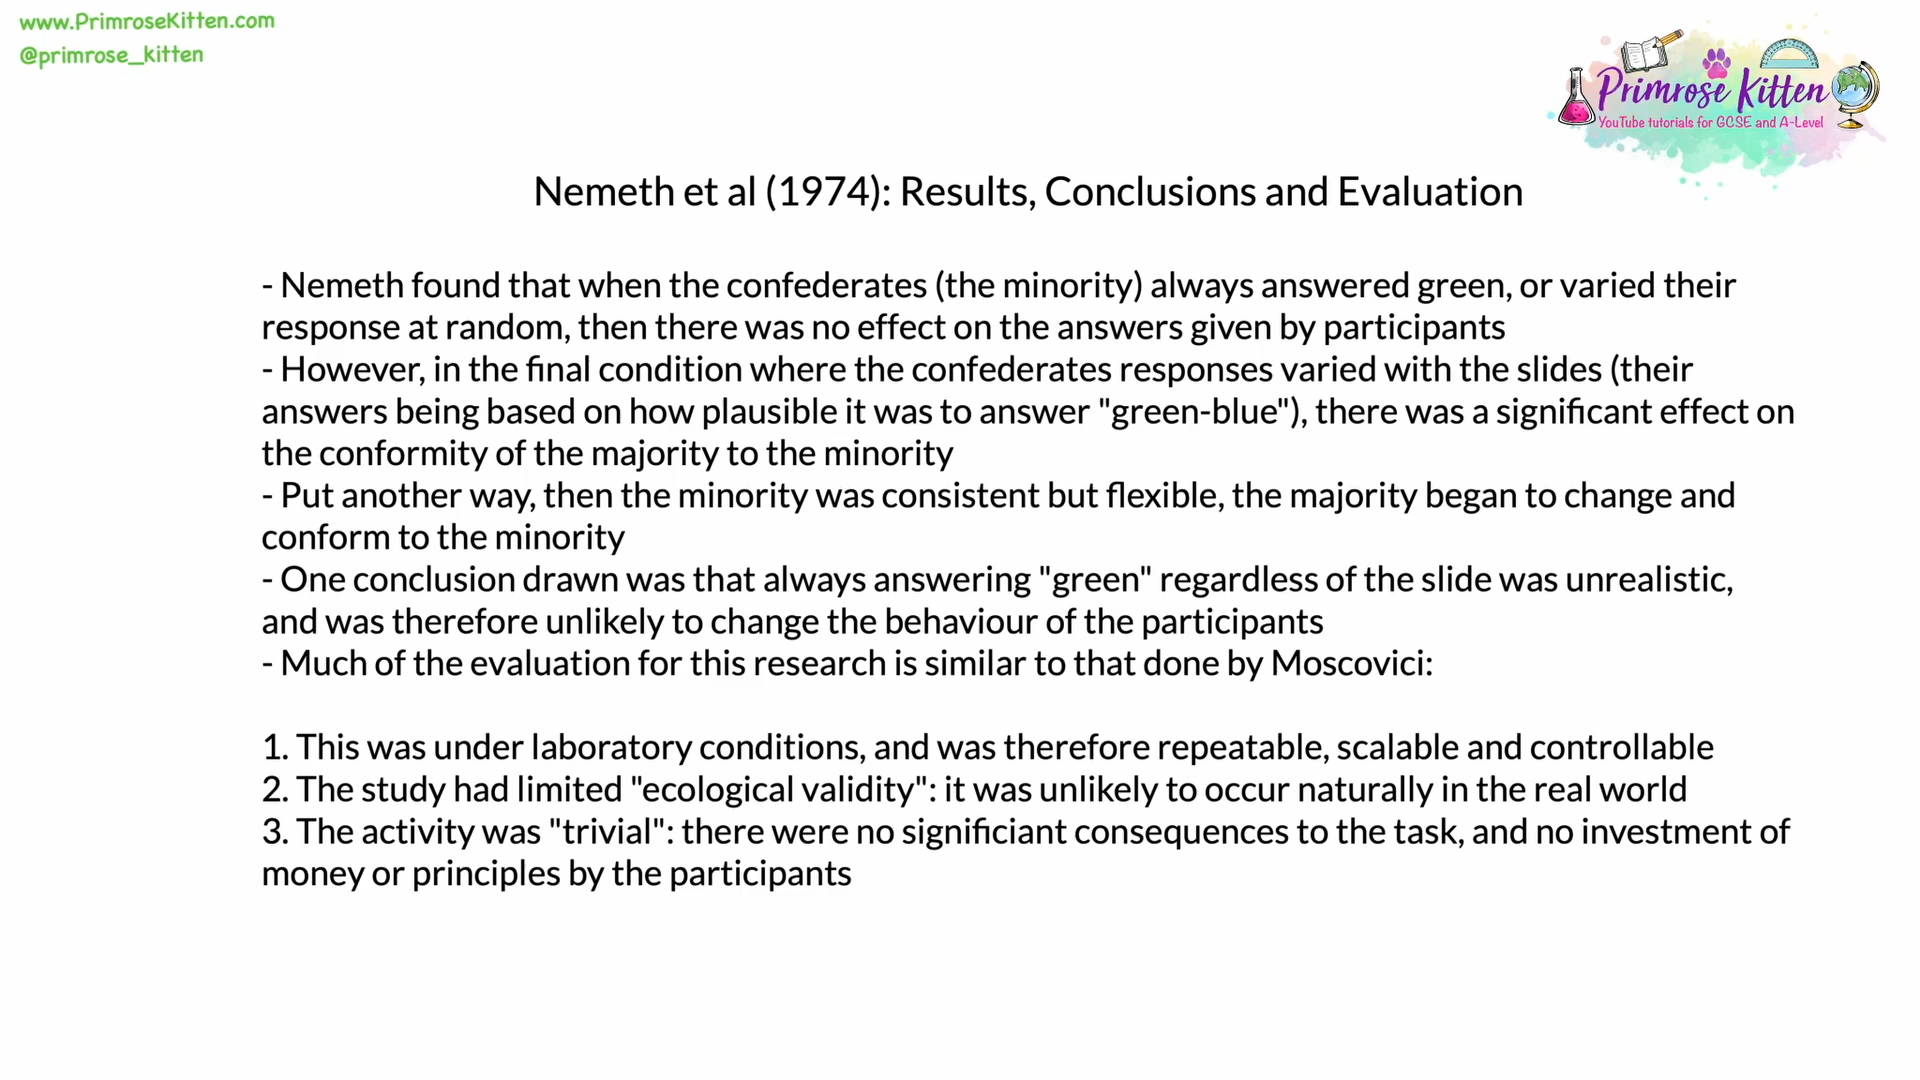 www.PrimroseKitten.com
@primrose_kitten
Primrose Kitten
YouTube tutorials for GCSE and A-Level
Nemeth et al (1974): Results, Conclusions and Evaluation
- Nemeth found that when the confederates (the minority) always answered green, or varied their
response at random, then there was no effect on the answers given by participants
- However, in the final condition where the confederates responses varied with the slides (their
answers being based on how plausible it was to answer "green-blue"), there was a significant effect on
the conformity of the majority to the minority
- Put another way, then the minority was consistent but flexible, the majority began to change and
conform to the minority
- One conclusion drawn was that always answering "green" regardless of the slide was unrealistic,
and was therefore unlikely to change the behaviour of the participants
- Much of the evaluation for this research is similar to that done by Moscovici:
1. This was under laboratory conditions, and was therefore repeatable, scalable and controllable
2. The study had limited "ecological validity": it was unlikely to occur naturally in the real world
3. The activity was "trivial": there were no significiant consequences to the task, and no investment of
money or principles by the participants